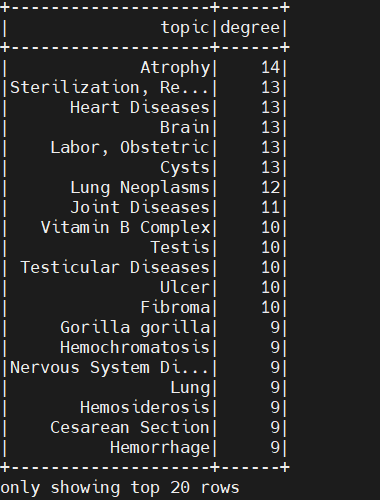 +--------------------+------+
|               topic|degree|
+--------------------+------+
|             Atrophy|    14|
|Sterilization, Re...|    13|
|      Heart Diseases|    13|
|               Brain|    13|
|    Labor, Obstetric|    13|
|               Cysts|    13|
|      Lung Neoplasms|    12|
|      Joint Diseases|    11|
|   Vitamin B Complex|    10|
|              Testis|    10|
| Testicular Diseases|    10|
|               Ulcer|    10|
|             Fibroma|    10|
|     Gorilla gorilla|     9|
|     Hemochromatosis|     9|
|Nervous System Di...|     9|
|                Lung|     9|
|       Hemosiderosis|     9|
|    Cesarean Section|     9|
|          Hemorrhage|     9|
+--------------------+------+
only showing top 20 rows